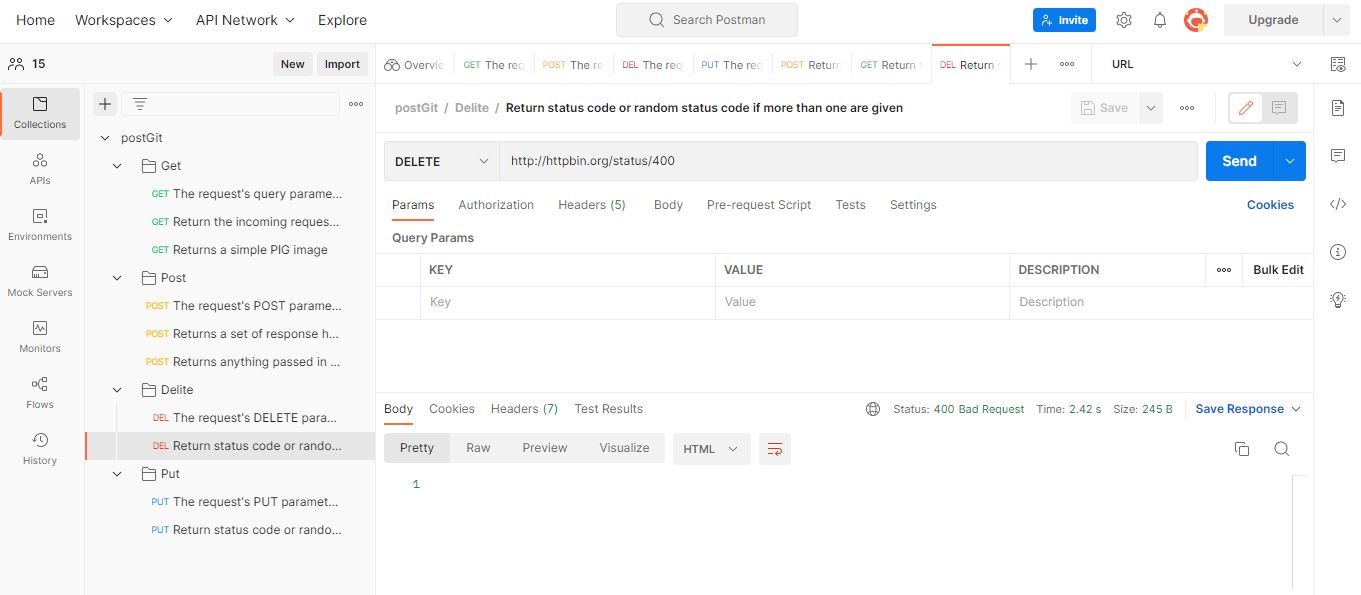 Home Workspaces API Network Explore Search Postman Invite Upgrade
15 New Import
Overvie GET The req POST The re DEL The req PUT The req POST Return GET Return DEL Return URL
Collections
APIs
Environments
Mock Servers
Monitors
Flows
History
postGit
Get
GET The request's query parame...
GET Return the incoming reques...
GET Returns a simple PIG image
Post
POST The request's POST parame...
POST Returns a set of response h...
POST Returns anything passed in ...
Delite
DEL The request's DELETE para...
DEL Return status code or rando...
Put
PUT The request's PUT paramet...
PUT Return status code or rando...
postGit / Delite / Return status code or random status code if more than one are given Save
DELETE http://httpbin.org/status/400 Send
Params Authorization Headers (5) Body Pre-request Script Tests Settings Cookies
Query Params
KEY VALUE DESCRIPTION Bulk Edit
Key Value Description
Body Cookies Headers (7) Test Results Status: 400 Bad Request Time: 2.42 s Size: 245 B Save Response
Pretty Raw Preview Visualize HTML
1